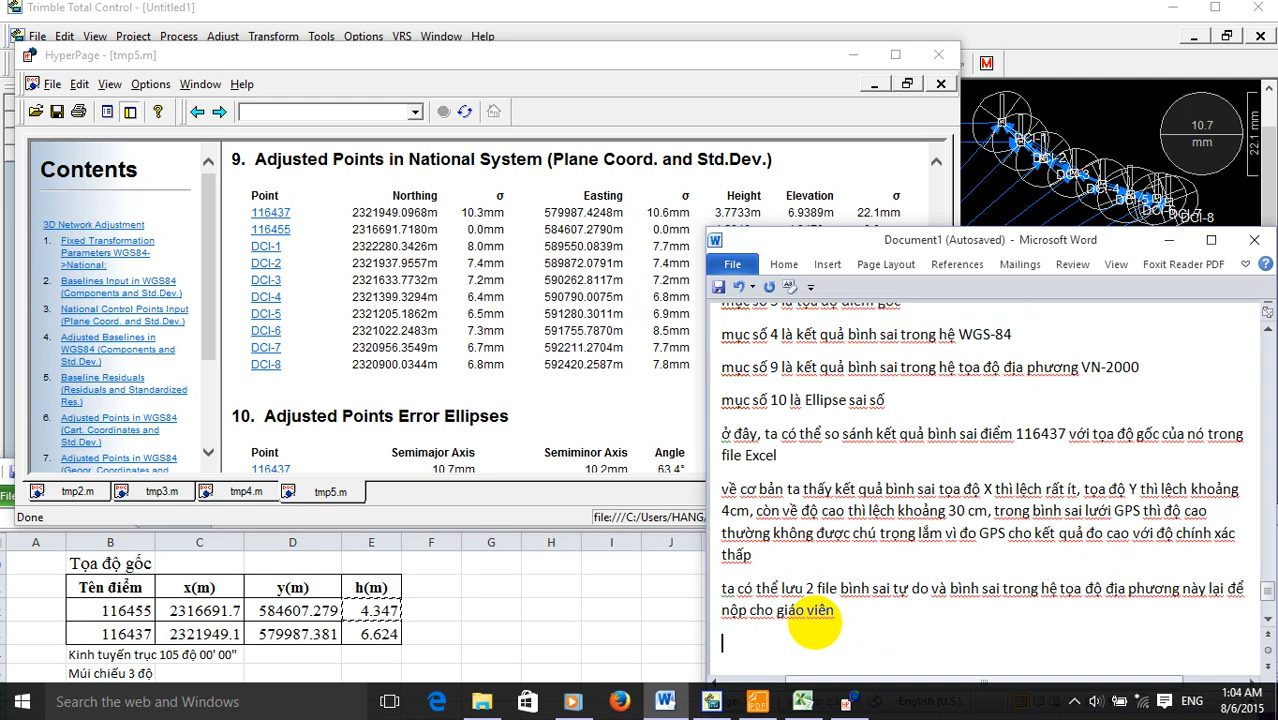 Trimble Total Control - [Untitled1]
File Edit View Project Process Adjust Transform Tools Options VRS Window Help
HyperPage - [tmp5.m]
File Edit View Options Window Help
Contents
3D Network Adjustment
1. Fixed Transformation
Parameters WGS84-
>National:
2. Baselines Input in WGS84
(Components and Std.Dev.)
3. National Control Points Input
(Plane Coord. and Std.Dev.)
4. Adjusted Baselines in
WGS84 (Components and
Std.Dev.)
5. Baseline Residuals
(Residuals and Standardized
Res.)
6. Adjusted Points in WGS84
(Cart. Coordinates and
Std.Dev.)
7. Adjusted Points in WGS84
(Geogr. Coordinates and
9. Adjusted Points in National System (Plane Coord. and Std.Dev.)
Point Northing σ Easting σ Height Elevation σ
116437 2321949.0968m 10.3mm 579987.4248m 10.6mm 3.7733m 6.9389m 22.1mm
116455 2316691.7180m 0.0mm 584607.2790m 0.0mm
DCI-1 2322280.3426m 8.0mm 589550.0839m 7.7mm
DCI-2 2321937.9557m 7.4mm 589872.0791m 7.4mm
DCI-3 2321633.7732m 7.2mm 590262.8117m 7.2mm
DCI-4 2321399.3294m 6.4mm 590790.0075m 6.8mm
DCI-5 2321205.1862m 6.5mm 591280.3011m 6.9mm
DCI-6 2321022.2483m 7.3mm 591755.7870m 8.5mm
DCI-7 2320956.3549m 6.7mm 592211.2704m 7.7mm
DCI-8 2320900.0344m 6.8mm 592420.2587m 7.8mm
10. Adjusted Points Error Ellipses
Point Semimajor Axis Semiminor Axis Angle
116437 10.7mm 10.2mm 63.4°
tmp2.m tmp3.m tmp4.m tmp5.m
Done file:///C:/Users/HANG/
10.7
mm
22.1 mm
Document1 (Autosaved) - Microsoft Word
File Home Insert Page Layout References Mailings Review View Foxit Reader PDF
mục số 3 là tọa độ điểm gốc
mục số 4 là kết quả bình sai trong hệ WGS-84
mục số 9 là kết quả bình sai trong hệ tọa độ địa phương VN-2000
mục số 10 là Ellipse sai số
ở đây, ta có thể so sánh kết quả bình sai điểm 116437 với tọa độ gốc của nó trong
file Excel
về cơ bản ta thấy kết quả bình sai tọa độ X thì lệch rất ít, tọa độ Y thì lệch khoảng
4cm, còn về độ cao thì lệch khoảng 30 cm, trong bình sai lưới GPS thì độ cao
thường không được chú trọng lắm vì đo GPS cho kết quả đo cao với độ chính xác
thấp
ta có thể lưu 2 file bình sai tự do và bình sai trong hệ tọa độ địa phương này lại để
nộp cho giáo viên
A B C D E F G H I J
Tọa độ gốc
Tên điểm x(m) y(m) h(m)
116455 2316691.7 584607.279 4.347
116437 2321949.1 579987.381 6.624
Kinh tuyến trục 105 độ 00' 00"
Múi chiếu 3 độ
English (U.S.)
Search the web and Windows
ENG
1:04 AM
8/6/2015